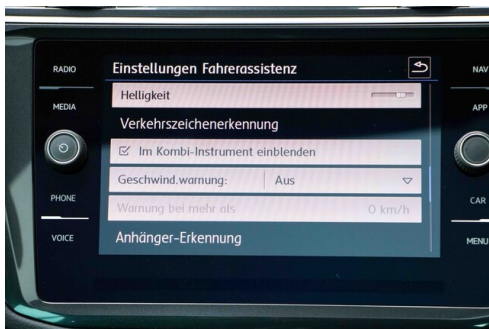 RADIO
MEDIA
PHONE
VOICE
Einstellungen Fahrerassistenz
Helligkeit
Verkehrszeichenerkennung
Im Kombi-Instrument einblenden
Geschwind.warnung: Aus
Warnung bei mehr als 0 km/h
Anhänger-Erkennung
NAV
APP
CAR
MENU